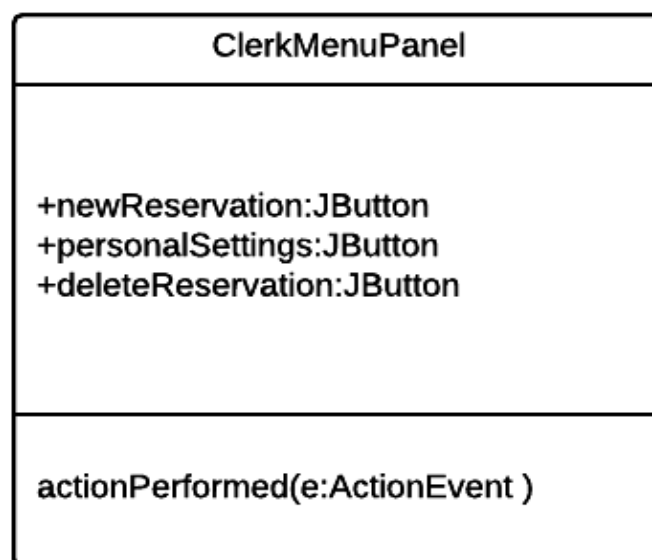 ClerkMenuPanel
+newReservation:JButton
+personalSettings:JButton
+deleteReservation:JButton
actionPerformed(e:ActionEvent )